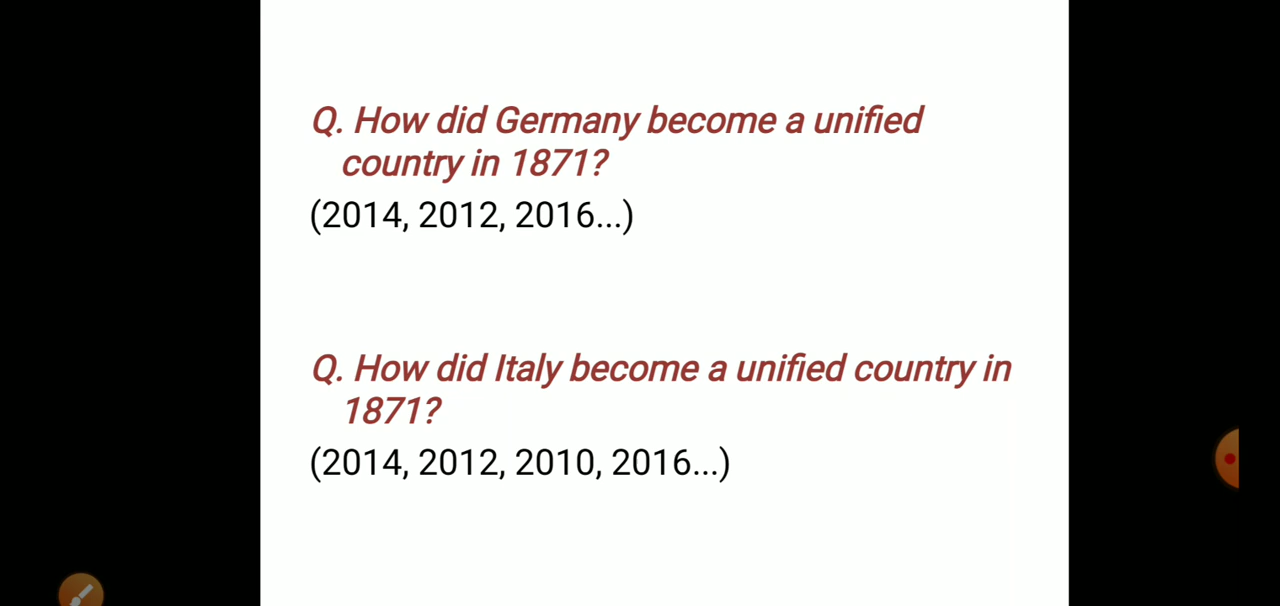 Q. How did Germany become a unified
country in 1871?
(2014, 2012, 2016...)
Q. How did Italy become a unified country in
1871?
(2014, 2012, 2010, 2016...)